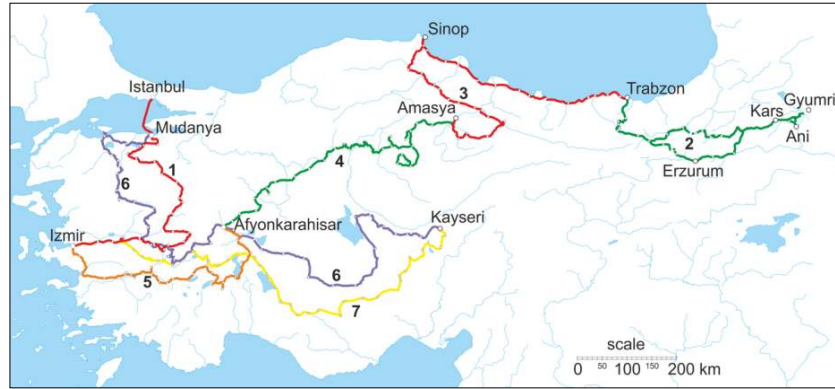 Sinop
Istanbul
3
Trabzon
Gyumri
Amasya
Kars
Mudanya
Ani
2
4
1
Erzurum
6
Kayseri
Afyonkarahisar
Izmir
6
5
7
scale
0 50 100 150 200 km